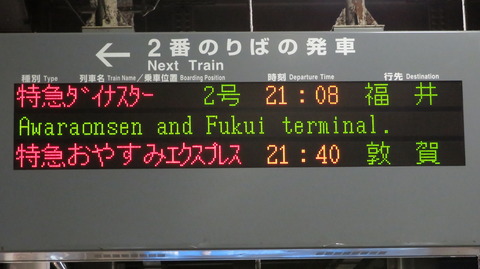 ← 2番のりばの発車
Next Train
種別 Type 列車名 / Train Name / 乗車位置 Boarding Position 時刻 Departure Time 行先 Destination
特急ダイナスター 2号 21:08 福井
Awaraonsen and Fukui terminal.
特急おやすみエクスプレス 21:40 敦賀